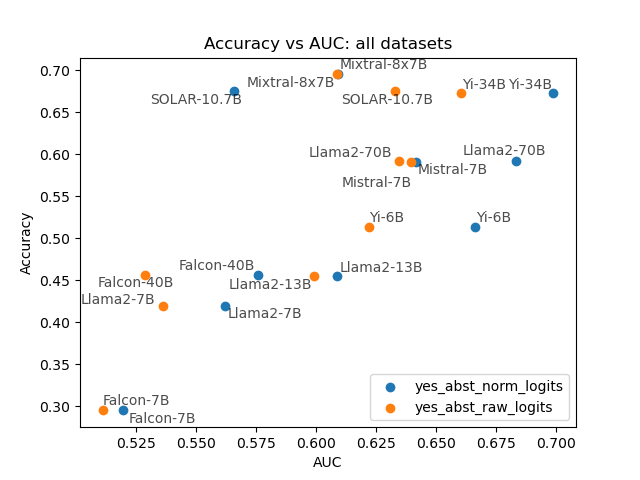 Accuracy vs AUC: all datasets
Mixtral-8x7B
Mixtral-8x7B
Yi-34B
Yi-34B
SOLAR-10.7B
SOLAR-10.7B
Llama2-70B
Llama2-70B
Mistral-7B
Mistral-7B
Yi-6B
Yi-6B
Falcon-40B
Llama2-13B
Falcon-40B
Llama2-13B
Llama2-7B
Llama2-7B
Falcon-7B
Falcon-7B
yes_abst_norm_logits
yes_abst_raw_logits
0.70
0.65
0.60
0.55
0.50
0.45
0.40
0.35
0.30
Accuracy
0.525 0.550 0.575 0.600 0.625 0.650 0.675 0.700
AUC